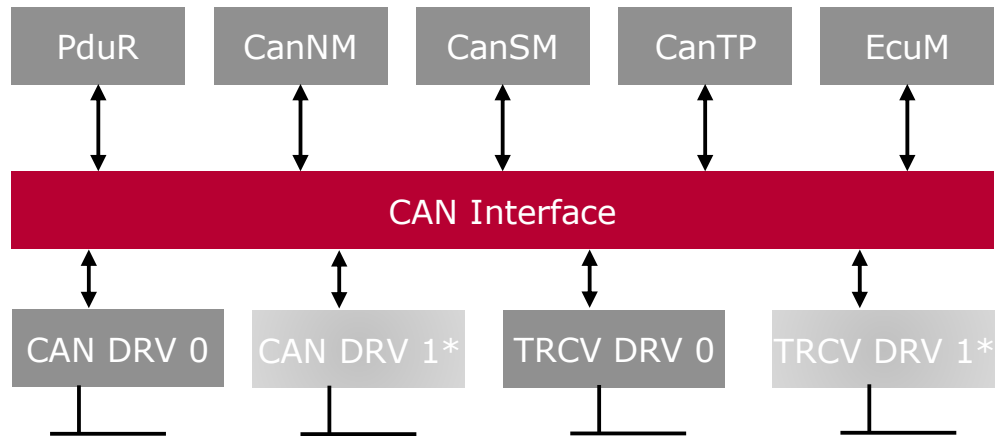 PduR
CanNM
CanSM
CanTP
EcuM
CAN Interface
CAN DRV 0
CAN DRV 1*
TRCV DRV 0
TRCV DRV 1*